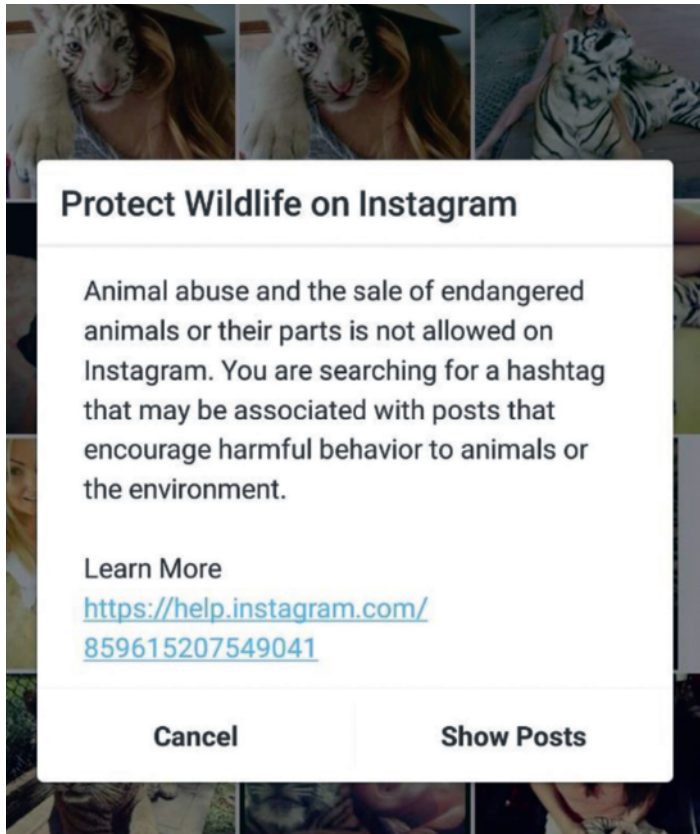 Protect Wildlife on Instagram
Animal abuse and the sale of endangered
animals or their parts is not allowed on
Instagram. You are searching for a hashtag
that may be associated with posts that
encourage harmful behavior to animals or
the environment.
Learn More
https://help.instagram.com/
859615207549041
Cancel
Show Posts